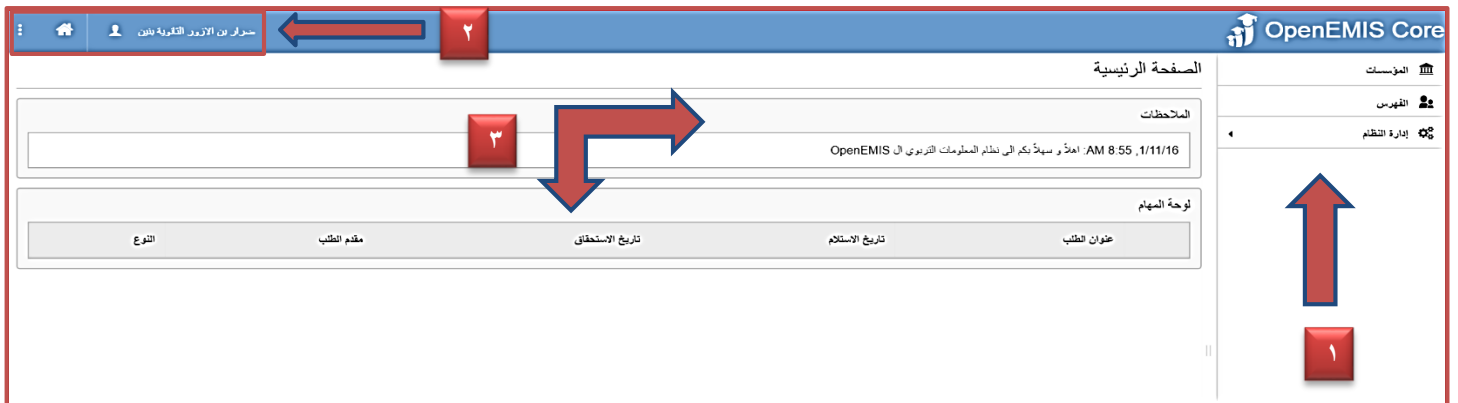 OpenEMIS Core
٢
ضرار بن الازور الثانوية بنين
المؤسسات
الفهرس
إدارة النظام
١
الصفحة الرئيسية
الملاحظات
٣
1/11/16, 8:55 AM: اهلاً و سهلاً بكم الى نظام المعلومات التربوي ال OpenEMIS
لوحة المهام
عنوان الطلب تاريخ الاستلام تاريخ الاستحقاق مقدم الطلب النوع